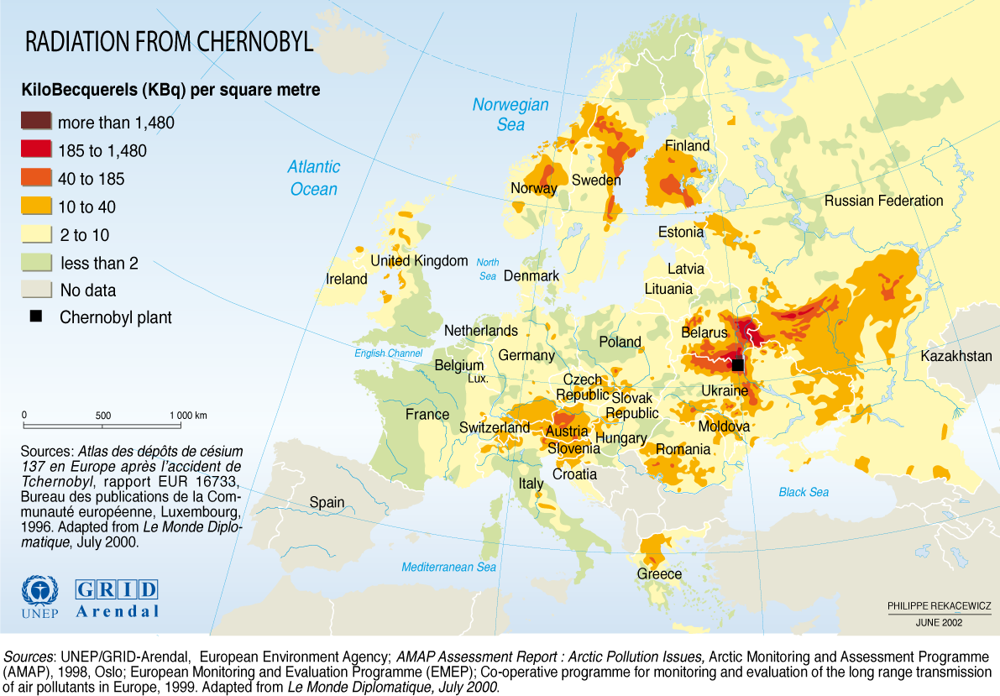 RADIATION FROM CHERNOBYL
KiloBecquerels (KBq) per square metre
more than 1,480
185 to 1,480
40 to 185
10 to 40
2 to 10
less than 2
No data
Chernobyl plant
Norwegian
Sea
Atlantic
Ocean
Finland
Sweden
Norway
Russian Federation
Estonia
United Kingdom
North
Sea
Denmark
Ireland
Latvia
Lituania
Netherlands
Belarus
Poland
Germany
English Channel
Belgium
Lux.
Kazakhstan
Czech
Republic
Slovak
Republic
Ukraine
France
Switzerland
Austria
Moldova
Hungary
Slovenia
Romania
Croatia
Italy
Spain
Black Sea
Mediterranean Sea
Greece
0 500 1 000 km
Sources: Atlas des dépôts de césium
137 en Europe après l'accident de
Tchernobyl, rapport EUR 16733,
Bureau des publications de la Com-
munauté européenne, Luxembourg,
1996. Adapted from Le Monde Diplo-
matique, July 2000.
UNEP
GRID
Arendal
PHILIPPE REKACEWICZ
JUNE 2002
Sources: UNEP/GRID-Arendal, European Environment Agency; AMAP Assessment Report : Arctic Pollution Issues, Arctic Monitoring and Assessment Programme
(AMAP), 1998, Oslo; European Monitoring and Evaluation Programme (EMEP); Co-operative programme for monitoring and evaluation of the long range transmission
of air pollutants in Europe, 1999. Adapted from Le Monde Diplomatique, July 2000.